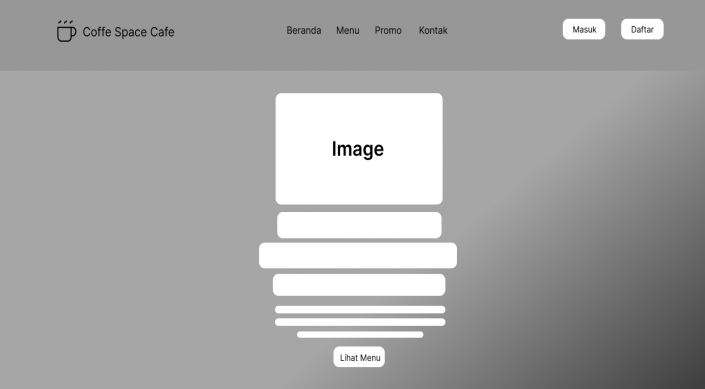 Coffe Space Cafe
Beranda Menu Promo Kontak
Masuk Daftar
Image
Lihat Menu